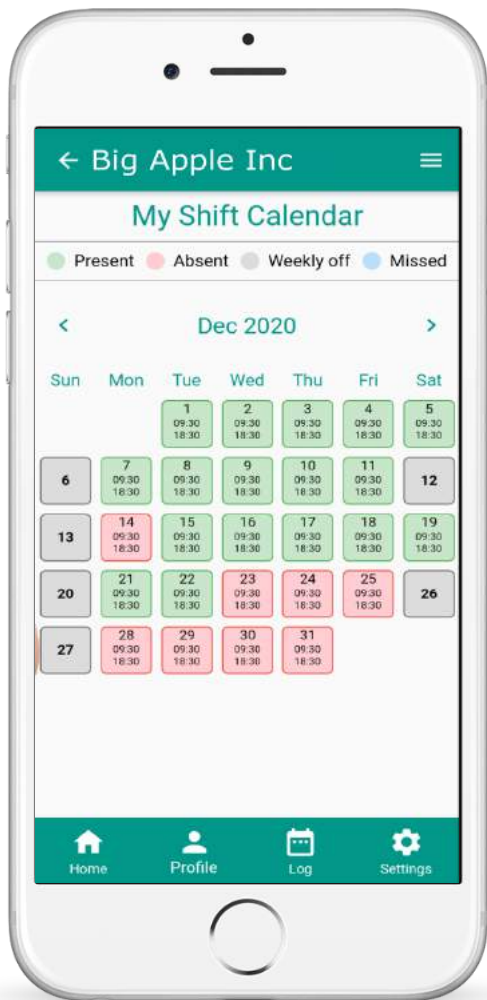 ← Big Apple Inc
My Shift Calendar
Present Absent Weekly off Missed
< Dec 2020 >
Sun Mon Tue Wed Thu Fri Sat
1 2 3 4 5
09:30 09:30 09:30 09:30 09:30
18:30 18:30 18:30 18:30 18:30
6 7 8 9 10 11 12
09:30 09:30 09:30 09:30 09:30
18:30 18:30 18:30 18:30 18:30
13 14 15 16 17 18 19
09:30 09:30 09:30 09:30 09:30 09:30
18:30 18:30 18:30 18:30 18:30 18:30
20 21 22 23 24 25 26
09:30 09:30 09:30 09:30 09:30
18:30 18:30 18:30 18:30 18:30
27 28 29 30 31
09:30 09:30 09:30 09:30
18:30 18:30 18:30 18:30
Home Profile Log Settings